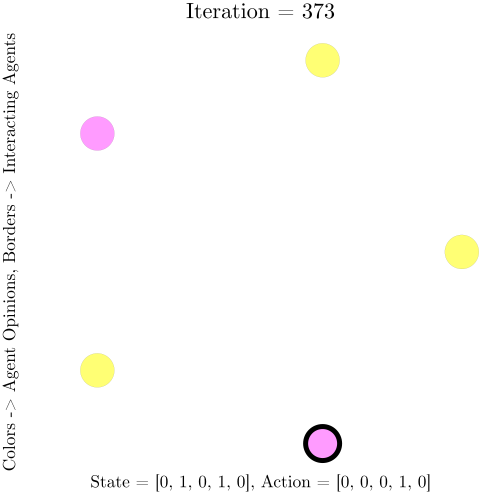 Iteration = 373
Colors -> Agent Opinions, Borders -> Interacting Agents
State = [0, 1, 0, 1, 0], Action = [0, 0, 0, 1, 0]